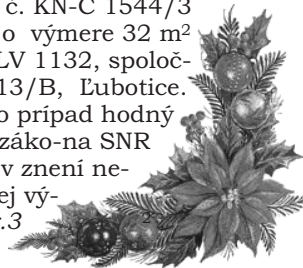 č. KN-C 1544/3
o výmere 32 m²
LV 1132, spoloč-
13/B, Ľubotice.
o prípad hodný
záko-na SNR
v znení ne-
ej vý-
.3